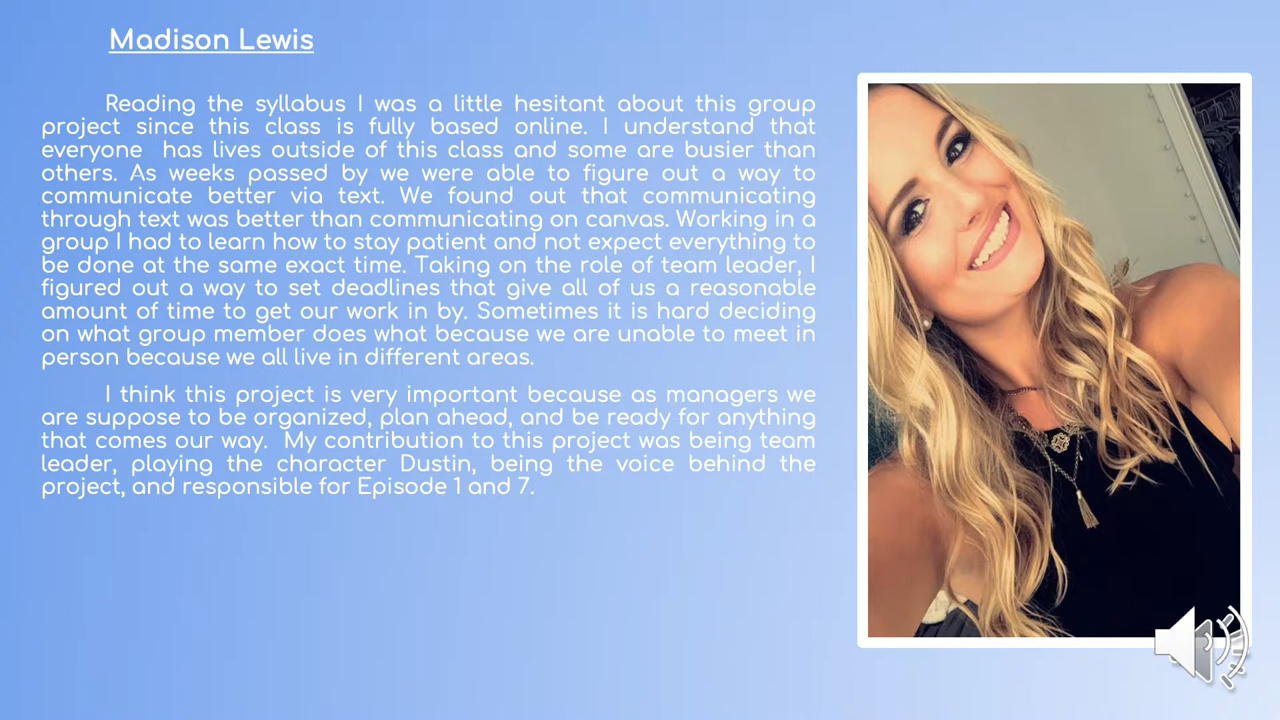 Madison Lewis
Reading the syllabus I was a little hesitant about this group
project since this class is fully based online. I understand that
everyone  has lives outside of this class and some are busier than
others. As weeks passed by we were able to figure out a way to
communicate better via text. We found out that communicating
through text was better than communicating on canvas. Working in a
group I had to learn how to stay patient and not expect everything to
be done at the same exact time. Taking on the role of team leader, I
figured out a way to set deadlines that give all of us a reasonable
amount of time to get our work in by. Sometimes it is hard deciding
on what group member does what because we are unable to meet in
person because we all live in different areas.
I think this project is very important because as managers we
are suppose to be organized, plan ahead, and be ready for anything
that comes our way.  My contribution to this project was being team
leader, playing the character Dustin, being the voice behind the
project, and responsible for Episode 1 and 7.